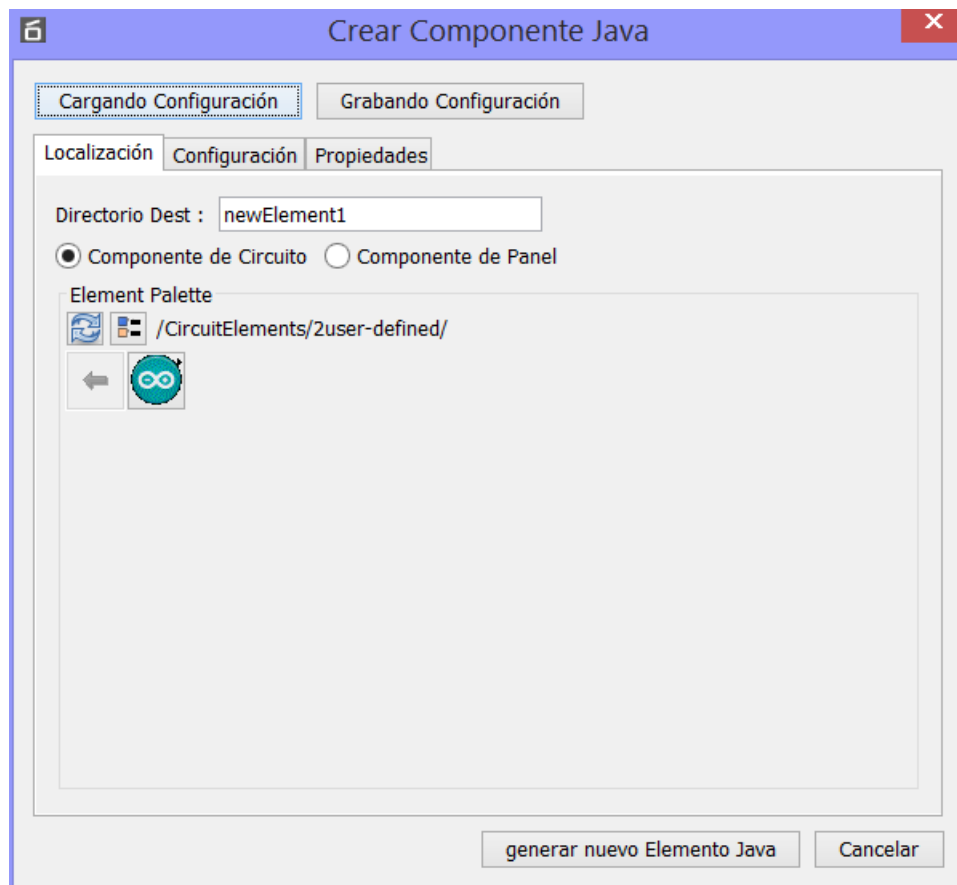 Crear Componente Java
Cargando Configuración Grabando Configuración
Localización Configuración Propiedades
Directorio Dest : newElement1
Componente de Circuito Componente de Panel
Element Palette
/CircuitElements/2user-defined/
generar nuevo Elemento Java Cancelar